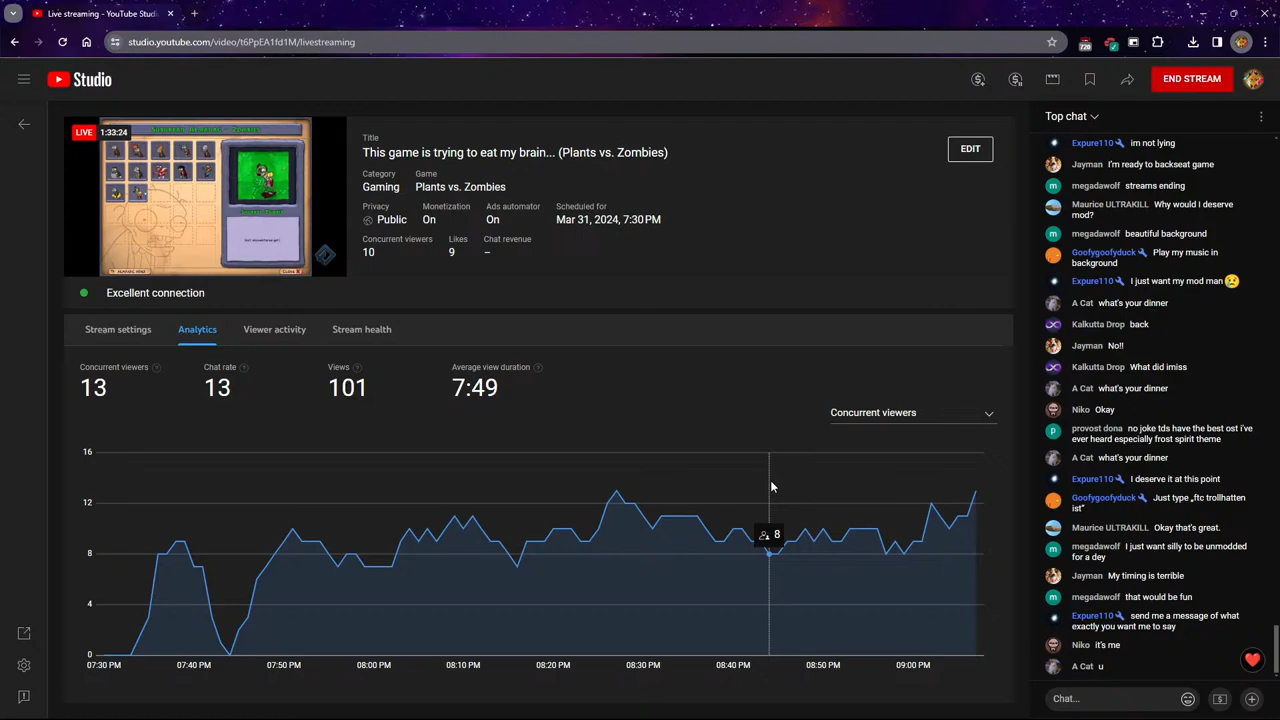 Live streaming - YouTube Studio
studio.youtube.com/video/t6PpEA1fd1M/livestreaming
720
Studio
END STREAM
LIVE 1:33:24
SUBURBAN ALMANAC - ZOMBIES
CLOSE
Title
This game is trying to eat my brain... (Plants vs. Zombies)
EDIT
Category Game
Gaming Plants vs. Zombies
Privacy Monetization Ads automator Scheduled for
Public On On Mar 31, 2024, 7:30 PM
Concurrent viewers Likes Chat revenue
10 9 –
Excellent connection
Stream settings Analytics Viewer activity Stream health
Concurrent viewers Chat rate Views Average view duration
13 13 101 7:49
Concurrent viewers
16
12
8
4
0
8
07:30 PM 07:40 PM 07:50 PM 08:00 PM 08:10 PM 08:20 PM 08:30 PM 08:40 PM 08:50 PM 09:00 PM
Top chat
Expure110 im not lying
Jayman I'm ready to backseat game
megadawolf streams ending
Maurice ULTRAKILL Why would I deserve
mod?
megadawolf beautiful background
Goofygoofyduck Play my music in
background
Expure110 I just want my mod man 😢
A Cat what's your dinner
Kalkutta Drop back
Jayman No!!
Kalkutta Drop What did imiss
A Cat what's your dinner
Niko Okay
provost dona no joke tds have the best ost i've
ever heard especially frost spirit theme
A Cat what's your dinner
Expure110 I deserve it at this point
Goofygoofyduck Just type „ftc trollhatten
ist"
Maurice ULTRAKILL Okay that's great.
megadawolf I just want silly to be unmodded
for a dey
Jayman My timing is terrible
megadawolf that would be fun
Expure110 send me a message of what
exactly you want me to say
Niko it's me
A Cat u
Chat...